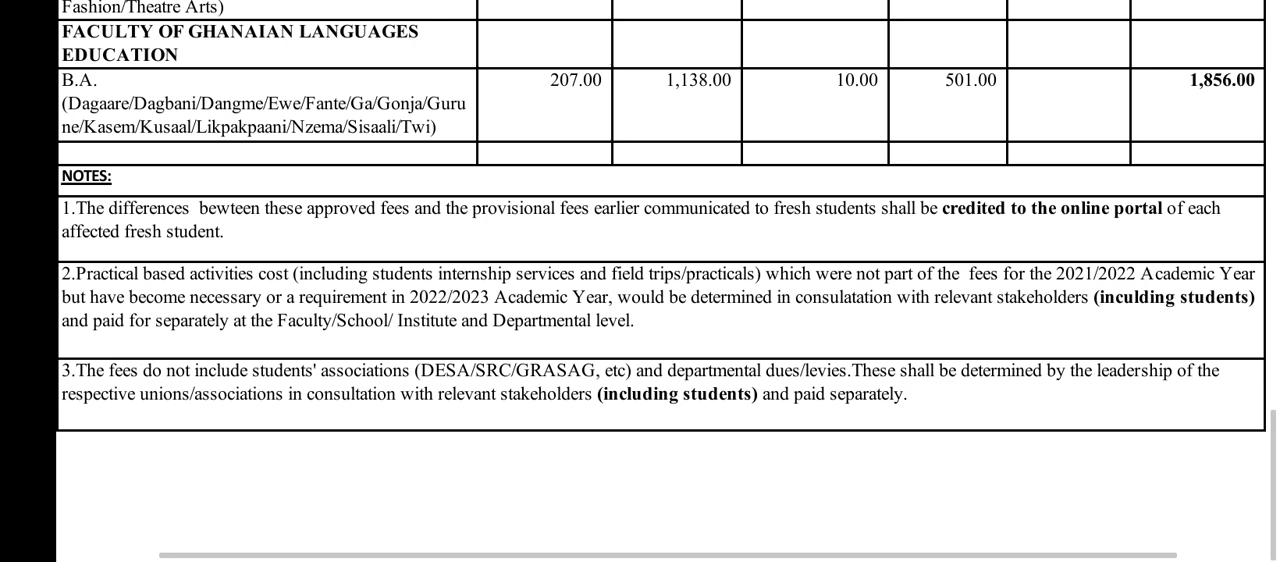 Fashion/Theatre Arts)
FACULTY OF GHANAIAN LANGUAGES
EDUCATION
B.A. 207.00 1,138.00 10.00 501.00 1,856.00
(Dagaare/Dagbani/Dangme/Ewe/Fante/Ga/Gonja/Guru
ne/Kasem/Kusaal/Likpakpaani/Nzema/Sisaali/Twi)
NOTES:
1.The differences bewteen these approved fees and the provisional fees earlier communicated to fresh students shall be credited to the online portal of each
affected fresh student.
2.Practical based activities cost (including students internship services and field trips/practicals) which were not part of the fees for the 2021/2022 Academic Year
but have become necessary or a requirement in 2022/2023 Academic Year, would be determined in consulatation with relevant stakeholders (inculding students)
and paid for separately at the Faculty/School/ Institute and Departmental level.
3.The fees do not include students' associations (DESA/SRC/GRASAG, etc) and departmental dues/levies.These shall be determined by the leadership of the
respective unions/associations in consultation with relevant stakeholders (including students) and paid separately.